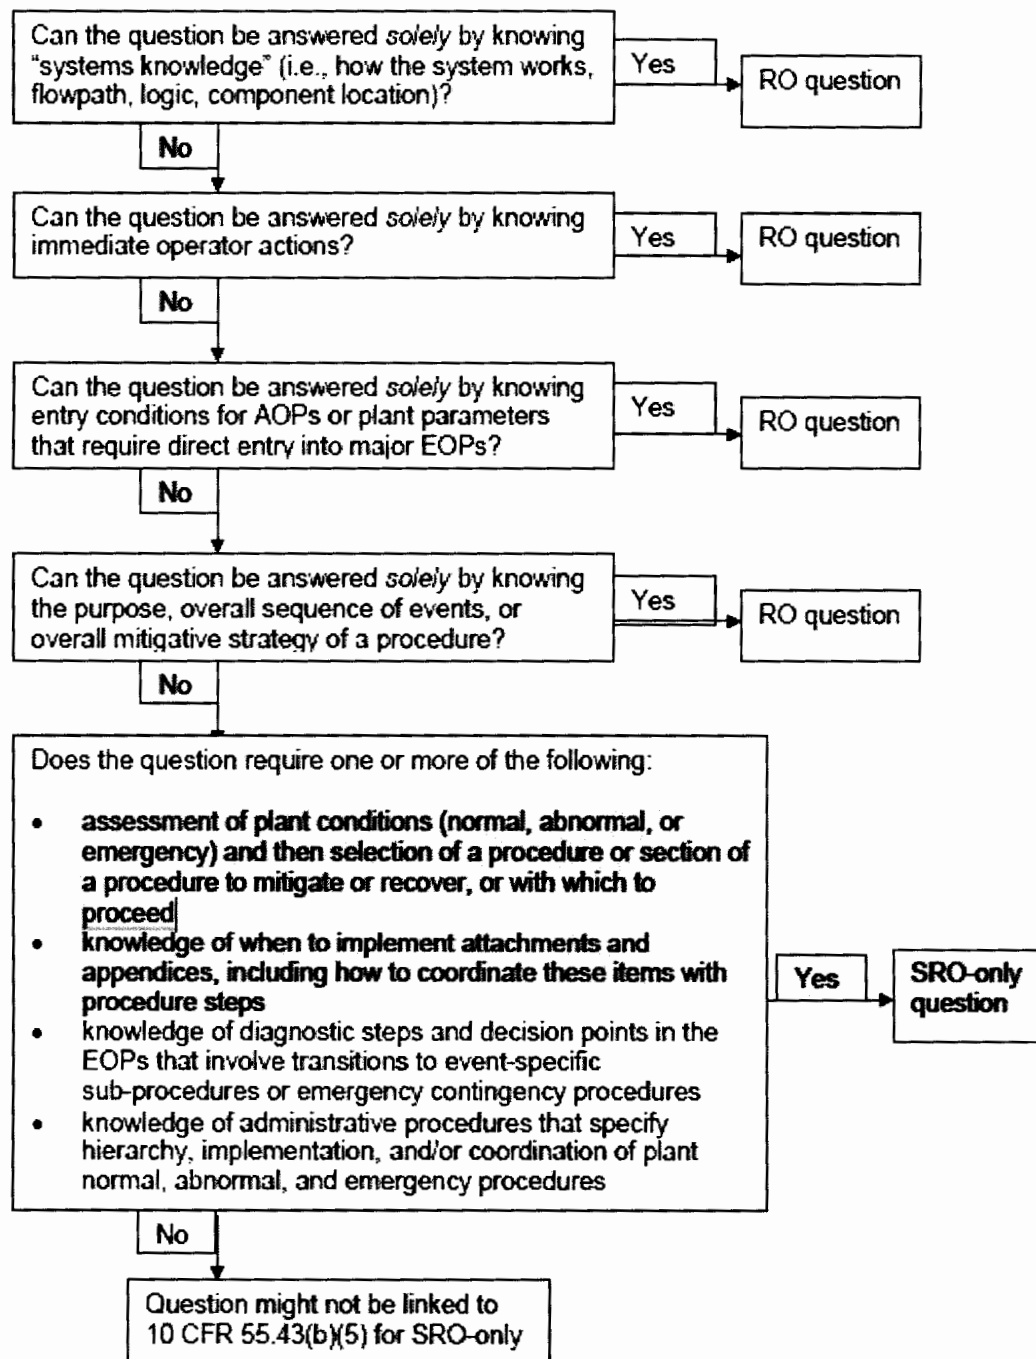 Can the question be answered solely by knowing
"systems knowledge" (i.e., how the system works,
flowpath, logic, component location)?
Yes
RO question
No
Can the question be answered solely by knowing
immediate operator actions?
Yes
RO question
No
Can the question be answered solely by knowing
entry conditions for AOPs or plant parameters
that require direct entry into major EOPs?
Yes
RO question
No
Can the question be answered solely by knowing
the purpose, overall sequence of events, or
overall mitigative strategy of a procedure?
Yes
RO question
No
Does the question require one or more of the following:
• assessment of plant conditions (normal, abnormal, or
emergency) and then selection of a procedure or section of
a procedure to mitigate or recover, or with which to
proceed
• knowledge of when to implement attachments and
appendices, including how to coordinate these items with
procedure steps
• knowledge of diagnostic steps and decision points in the
EOPs that involve transitions to event-specific
sub-procedures or emergency contingency procedures
• knowledge of administrative procedures that specify
hierarchy, implementation, and/or coordination of plant
normal, abnormal, and emergency procedures
Yes
SRO-only
question
No
Question might not be linked to
10 CFR 55.43(b)(5) for SRO-only